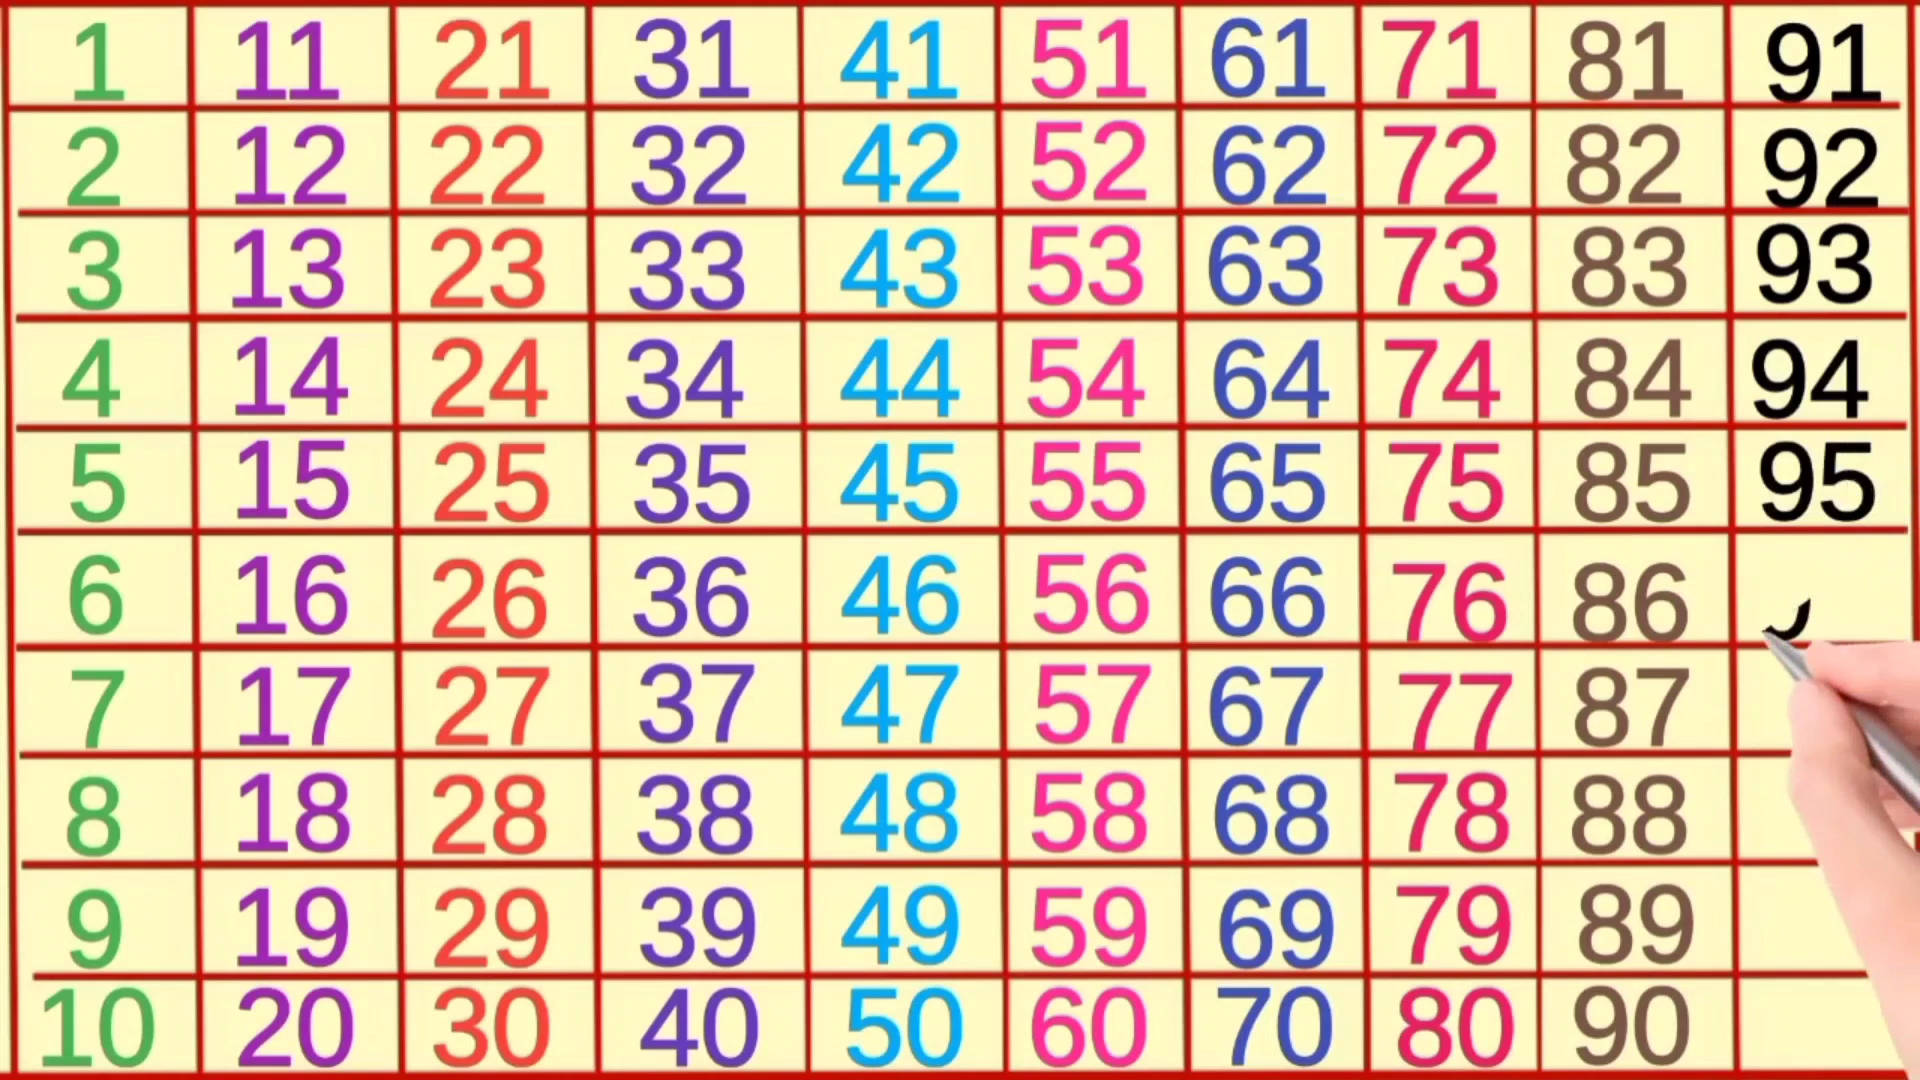 1 11 21 31 41 51 61 71 81 91
2 12 22 32 42 52 62 72 82 92
3 13 23 33 43 53 63 73 83 93
4 14 24 34 44 54 64 74 84 94
5 15 25 35 45 55 65 75 85 95
6 16 26 36 46 56 66 76 86
7 17 27 37 47 57 67 77 87
8 18 28 38 48 58 68 78 88
9 19 29 39 49 59 69 79 89
10 20 30 40 50 60 70 80 90